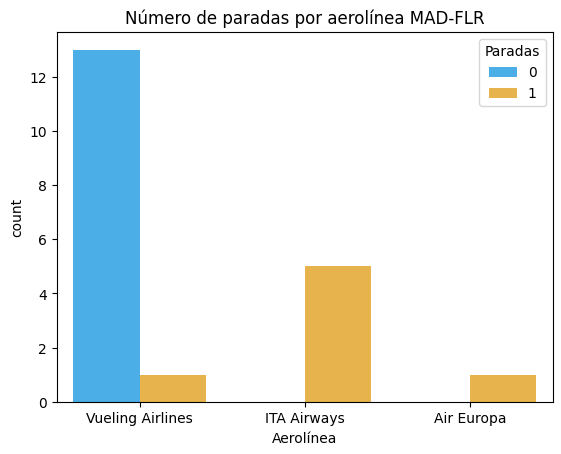 Número de paradas por aerolínea MAD-FLR
Paradas
0
1
12
10
8
6
4
2
0
count
Vueling Airlines
ITA Airways
Air Europa
Aerolínea